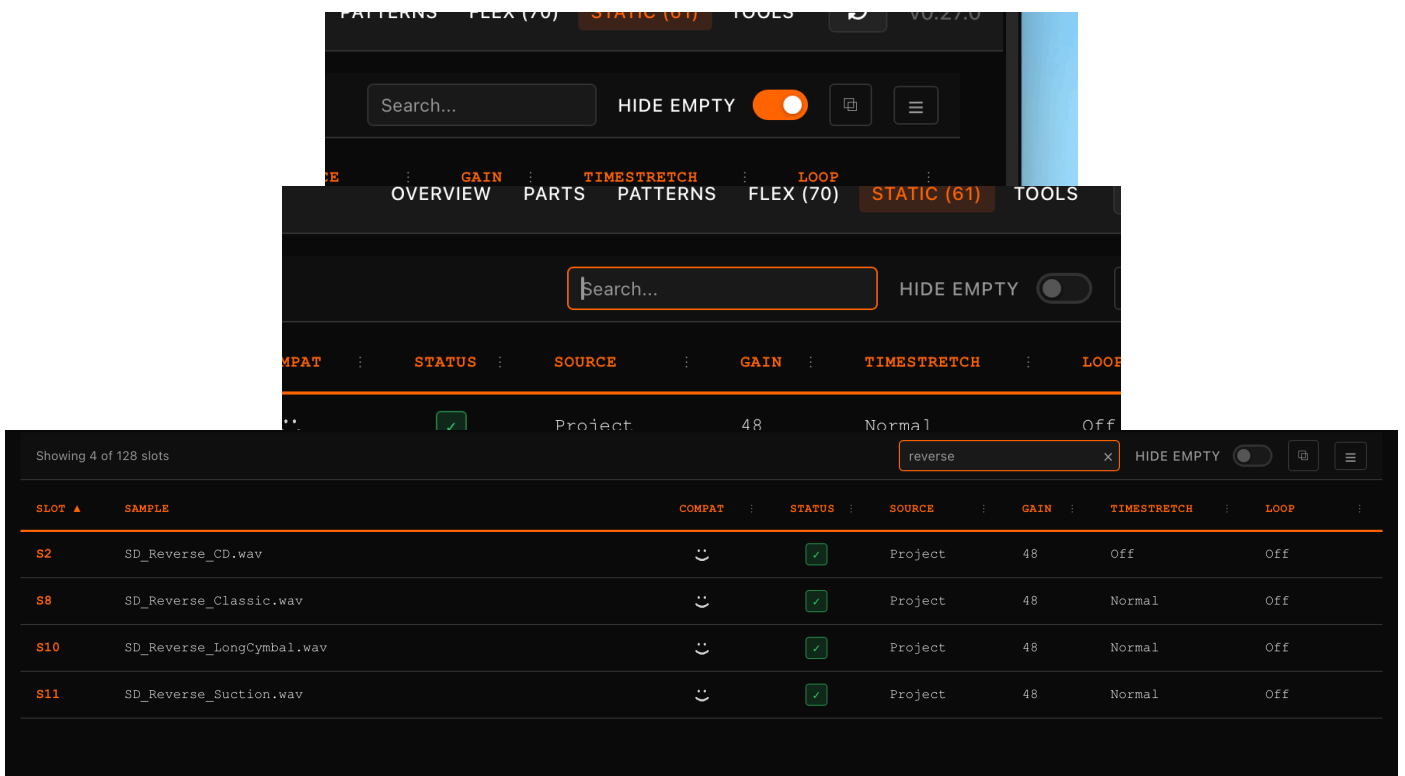 PATTERNS FLEX (70) STATIC (61) TOOLS v0.27.0
Search... HIDE EMPTY
CE GAIN TIMESTRETCH LOOP
OVERVIEW PARTS PATTERNS FLEX (70) STATIC (61) TOOLS
Search... HIDE EMPTY
MPAT STATUS SOURCE GAIN TIMESTRETCH LOOP
Project 48 Normal Off
Showing 4 of 128 slots reverse × HIDE EMPTY
SLOT ▲ SAMPLE COMPAT STATUS SOURCE GAIN TIMESTRETCH LOOP
S2 SD_Reverse_CD.wav ✓ Project 48 Off Off
S8 SD_Reverse_Classic.wav ✓ Project 48 Normal Off
S10 SD_Reverse_LongCymbal.wav ✓ Project 48 Normal Off
S11 SD_Reverse_Suction.wav ✓ Project 48 Normal Off